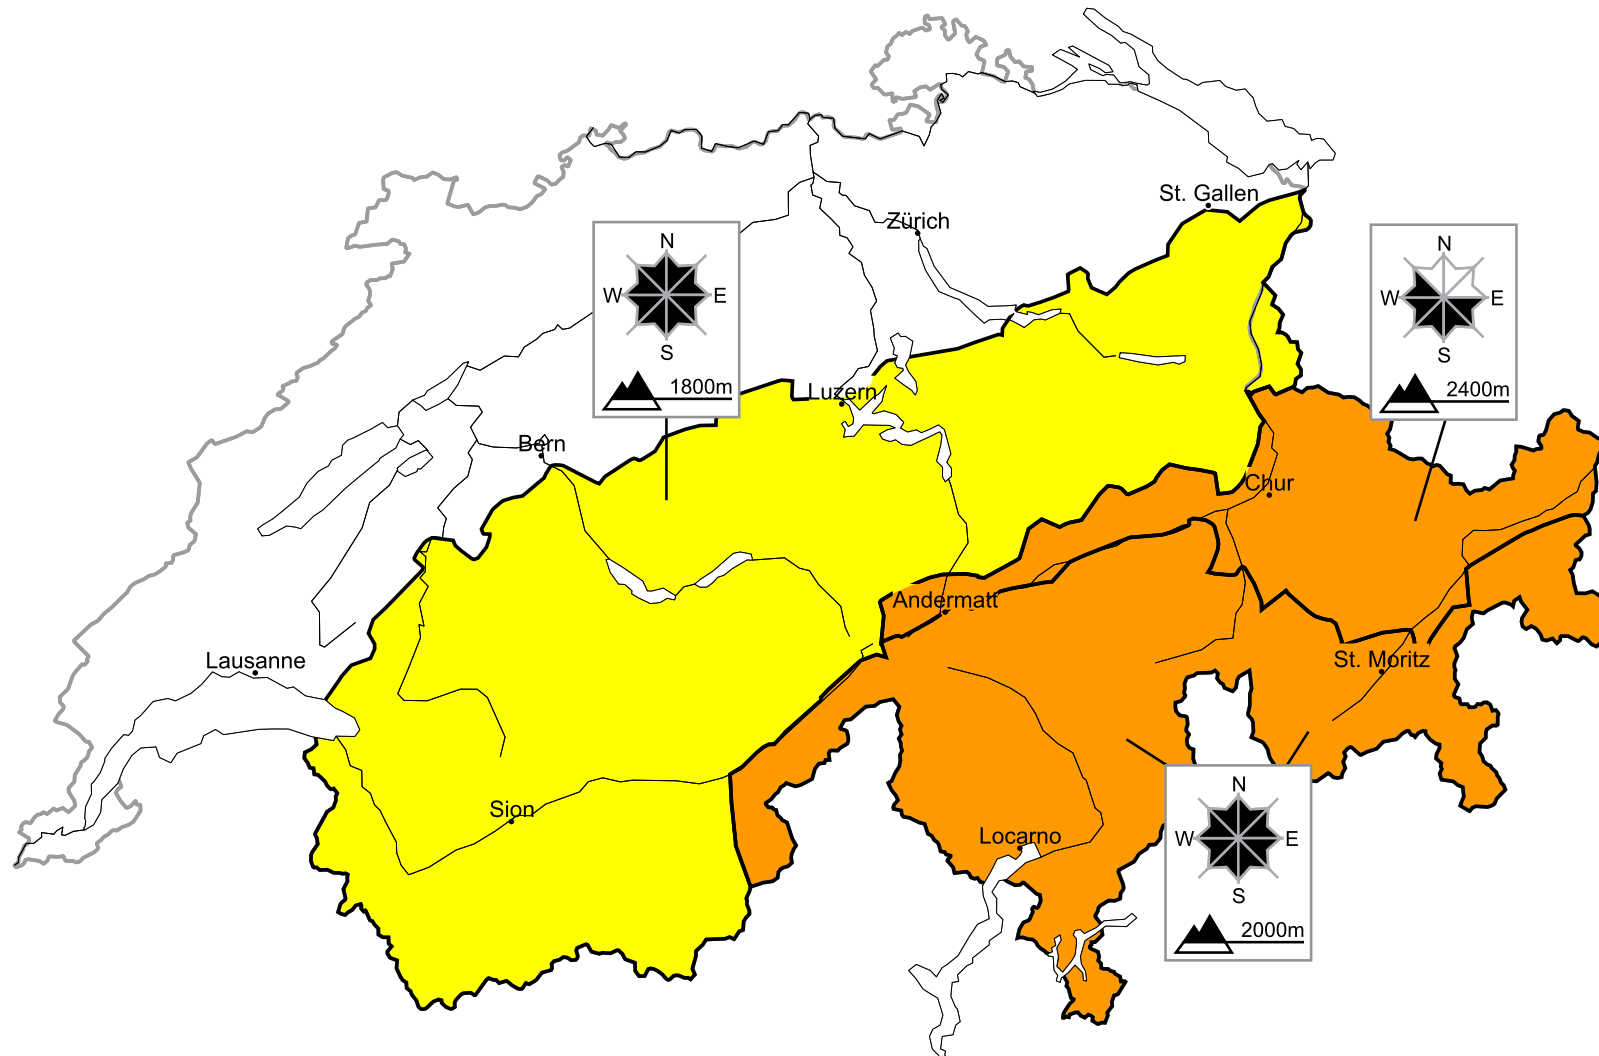 St. Gallen
Zürich
N
W E
S
1800m
N
W E
S
2400m
Luzern
Bern
Chur
Andermatt
Lausanne
St. Moritz
Sion
Locarno
N
W E
S
2000m